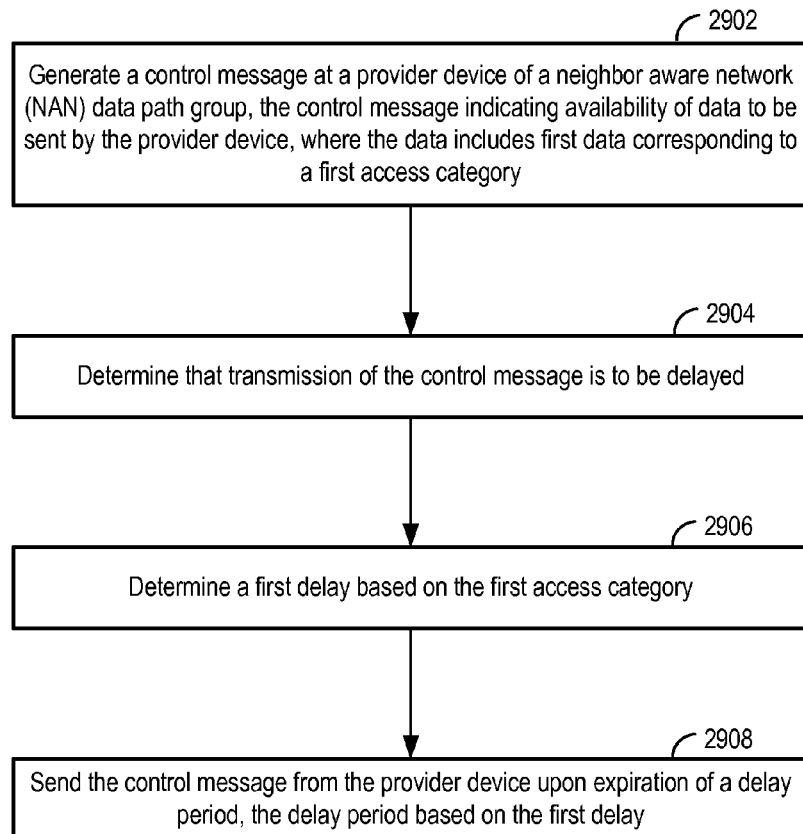 2902
Generate a control message at a provider device of a neighbor aware network
(NAN) data path group, the control message indicating availability of data to be
sent by the provider device, where the data includes first data corresponding to
a first access category
2904
Determine that transmission of the control message is to be delayed
2906
Determine a first delay based on the first access category
2908
Send the control message from the provider device upon expiration of a delay
period, the delay period based on the first delay